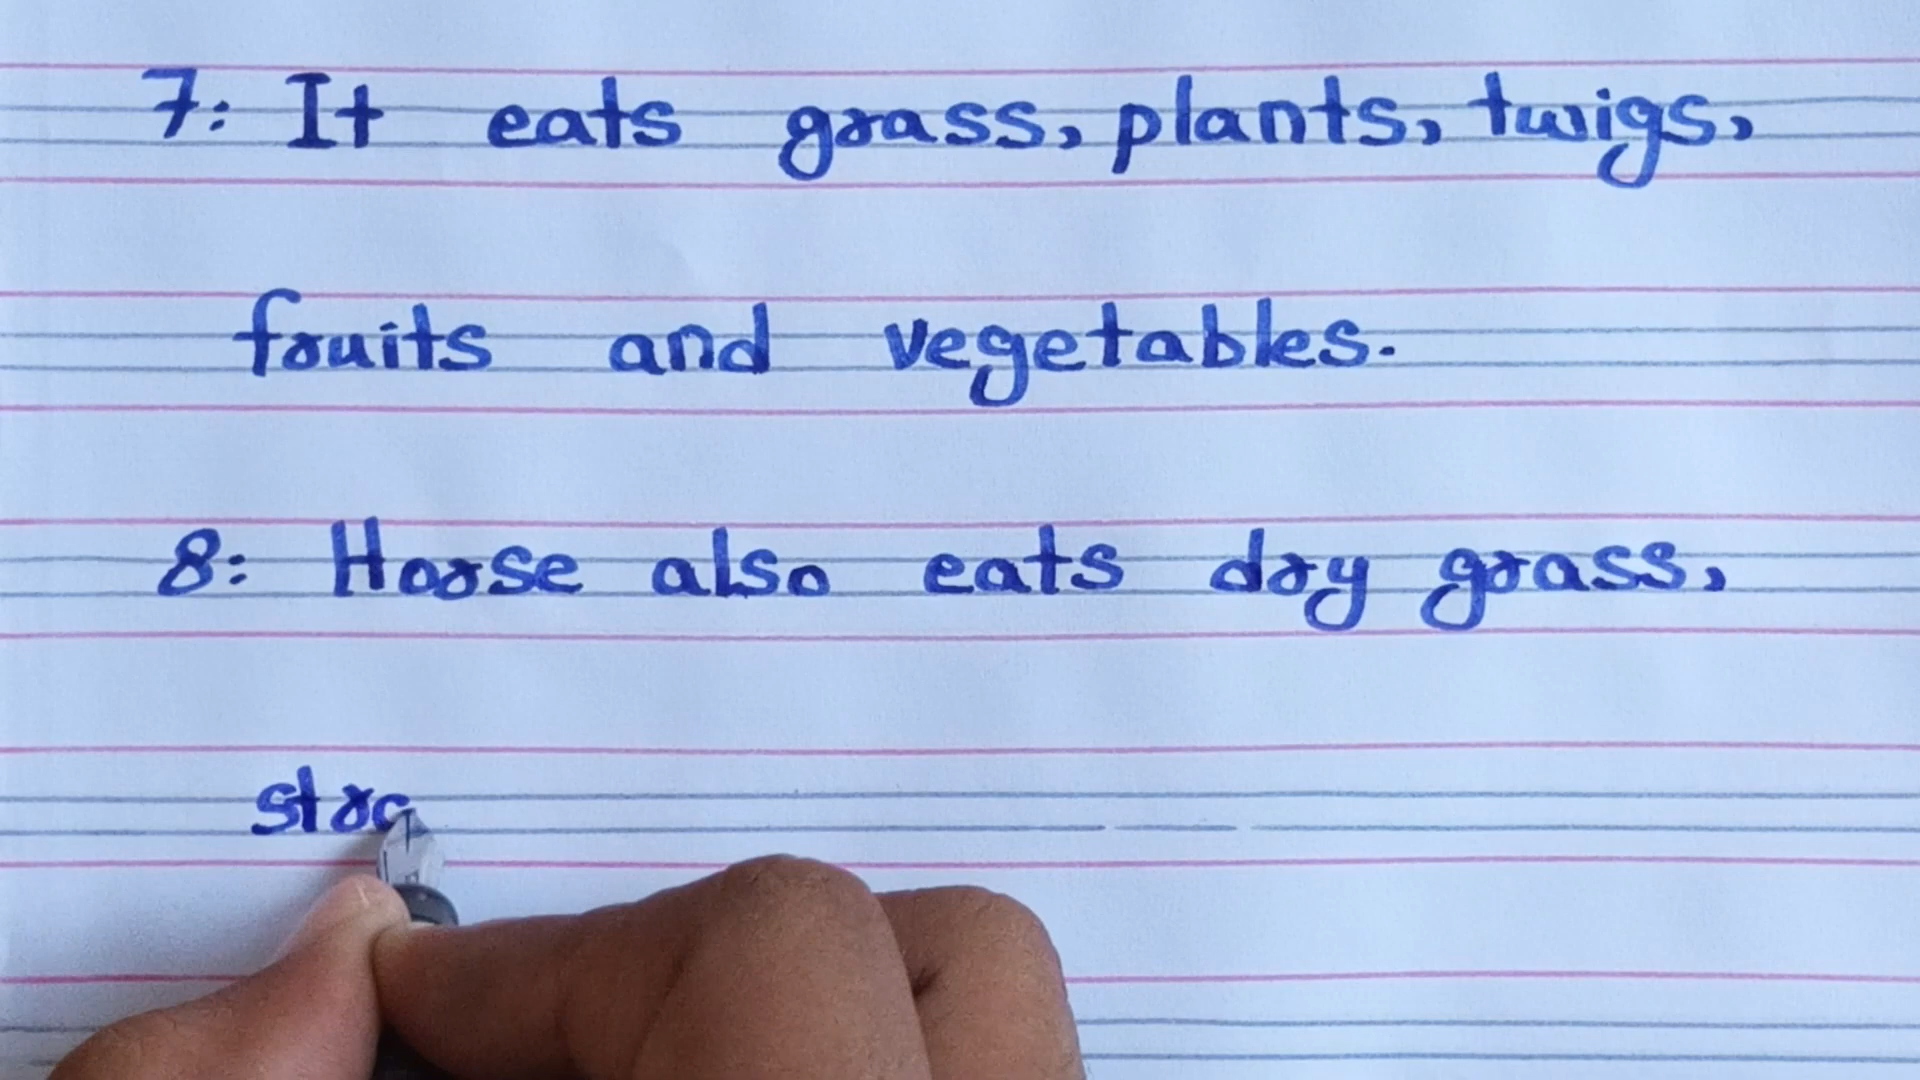 7: It eats grass, plants, twigs,
fruits and vegetables.
8: Horse also eats dry grass,